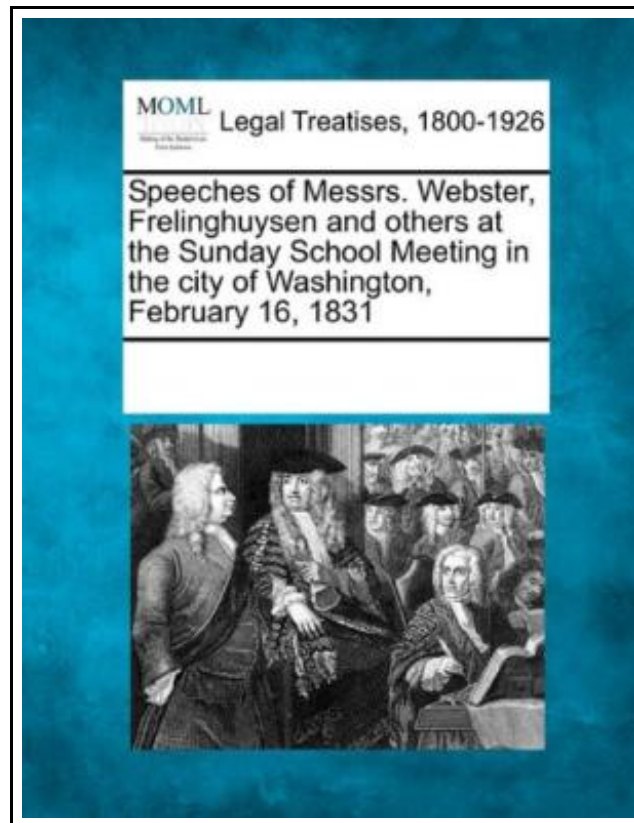 MOML
Legal Treatises, 1800-1926
Speeches of Messrs. Webster,
Frelinghuysen and others at
the Sunday School Meeting in
the city of Washington,
February 16, 1831